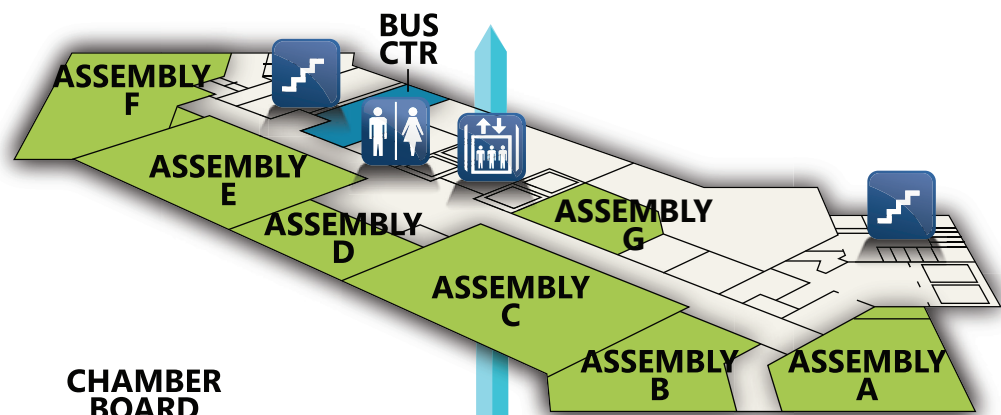 BUS
CTR
ASSEMBLY
F
ASSEMBLY
E
ASSEMBLY
D
ASSEMBLY
G
ASSEMBLY
C
ASSEMBLY
B
ASSEMBLY
A
CHAMBER
BOARD